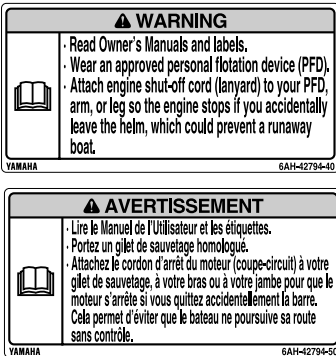 WARNING
· Read Owner's Manuals and labels.
· Wear an approved personal flotation device (PFD).
· Attach engine shut-off cord (lanyard) to your PFD,
arm, or leg so the engine stops if you accidentally
leave the helm, which could prevent a runaway
boat.
YAMAHA 6AH-42794-40
AVERTISSEMENT
· Lire le Manuel de l'Utilisateur et les étiquettes.
· Portez un gilet de sauvetage homologué.
· Attachez le cordon d'arrêt du moteur (coupe-circuit) à votre
gilet de sauvetage, à votre bras ou à votre jambe pour que le
moteur s'arrête si vous quittez accidentellement la barre.
Cela permet d'éviter que le bateau ne poursuive sa route
sans contrôle.
YAMAHA 6AH-42794-50